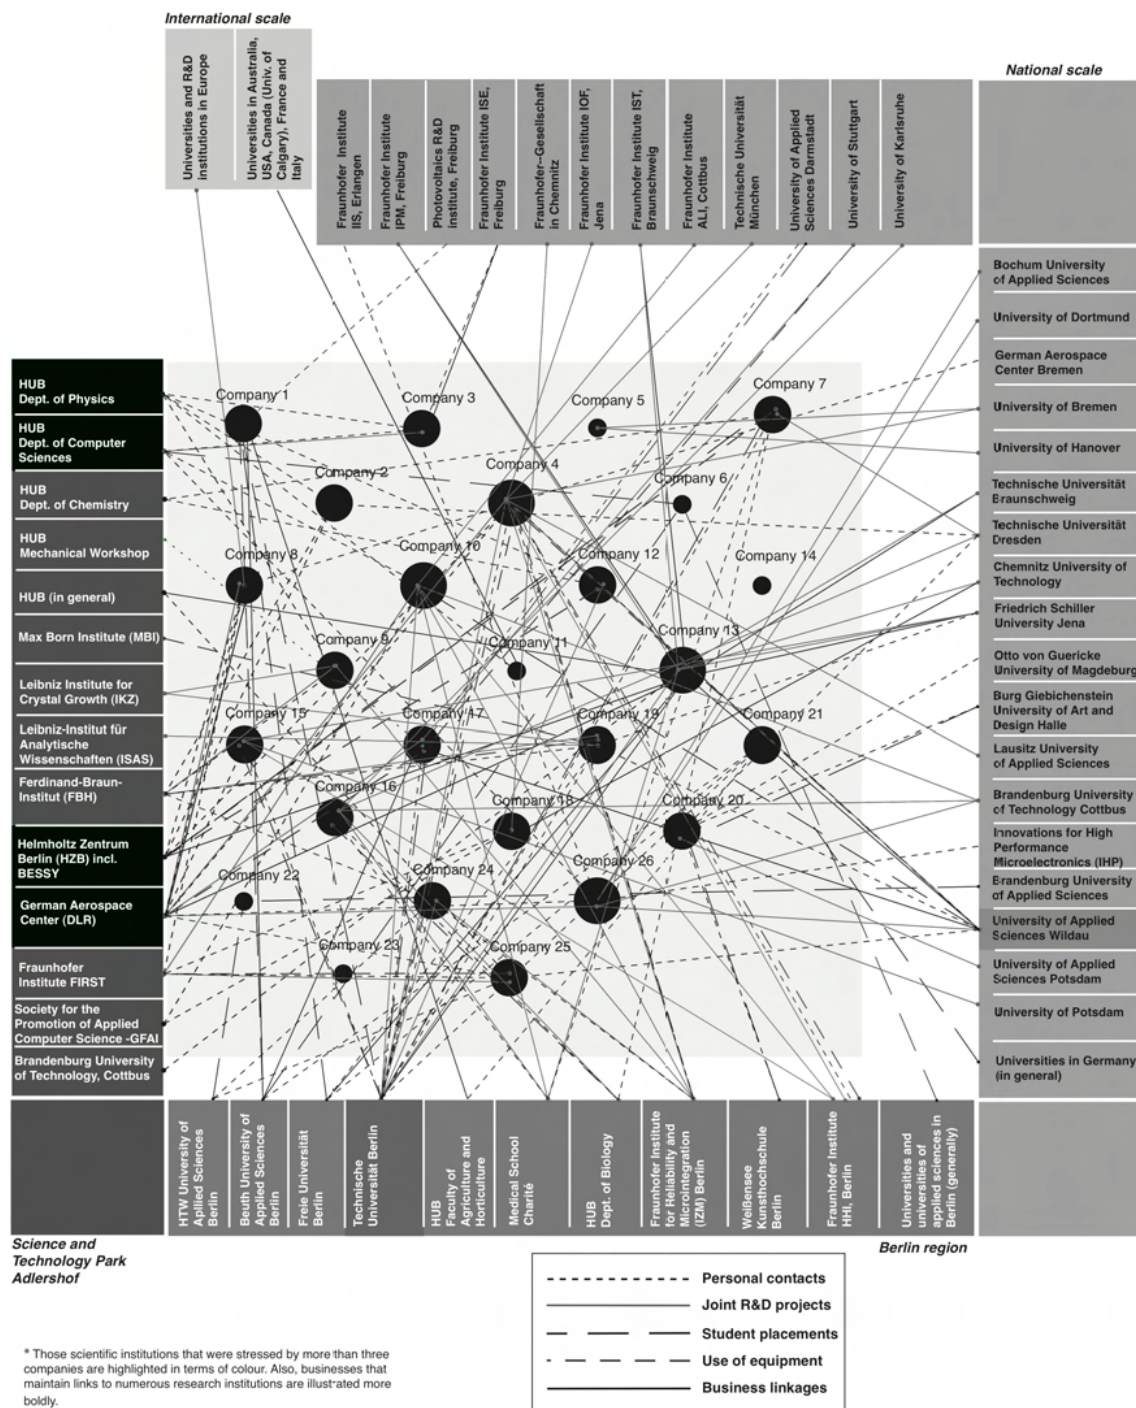 International scale
Universities and R&D
institutions in Europe
Universities in Australia,
USA, Canada (Univ. of
Calgary), France and
Italy
National scale
Fraunhofer Institute
IIS, Erlangen
Fraunhofer Institute
IPM, Freiburg
Photovoltaics R&D
institute, Freiburg
Fraunhofer Institute ISE,
Freiburg
Fraunhofer--Gesellschaft
in Chemnitz
Fraunhofer Institute IOF,
Jena
Fraunhofer Institute IST,
Braunschweig
Fraunhofer Institute
ALI, Cottbus
Technische Universität
München
University of Applied
Sciences Darmstadt
University of Stuttgart
University of Karlsruhe
Bochum University
of Applied Sciences
University of Dortmund
German Aerospace
Center Bremen
University of Bremen
University of Hanover
Technische Universität
Braunschweig
Technische Universität
Dresden
Chemnitz University of
Technology
Friedrich Schiller
University Jena
Otto von Guericke
University of Magdeburg
Burg Giebichenstein
University of Art and
Design Halle
Lausitz University
of Applied Sciences
Brandenburg University
of Technology Cottbus
Innovations for High
Performance
Microelectronics (IHP)
Brandenburg University
of Applied Sciences
University of Applied
Sciences Wildau
University of Applied
Sciences Potsdam
University of Potsdam
Universities in Germany
(in general)
HUB
Dept. of Physics
HUB
Dept. of Computer
Sciences
HUB
Dept. of Chemistry
HUB
Mechanical Workshop
HUB (in general)
Max Born Institute (MBI)
Leibniz Institute for
Crystal Growth (IKZ)
Leibniz-Institut für
Analytische
Wissenschaften (ISAS)
Ferdinand-Braun-
Institut (FBH)
Helmholtz Zentrum
Berlin (HZB) incl.
BESSY
German Aerospace
Center (DLR)
Fraunhofer
Institute FIRST
Society for the
Promotion of Applied
Computer Science -GFAI
Brandenburg University
of Technology, Cottbus
Company 1
Company 3
Company 5
Company 7
Company 2
Company 4
Company 6
Company 8
Company 10
Company 12
Company 14
Company 9
Company 11
Company 13
Company 15
Company 17
Company 19
Company 21
Company 16
Company 18
Company 20
Company 22
Company 24
Company 26
Company 23
Company 25
HTW University of
Apllied Sciences
Berlin
Beuth University of
Applied Sciences
Berlin
Freie Universität
Berlin
Technische
Universität Berlin
HUB
Faculty of
Agriculture and
Horticulture
Medical School
Charité
HUB
Dept. of Biology
Fraunhofer Institute
for Reliability and
Microintegration
(IZM) Berlin
Weißensee
Kunsthochschule
Berlin
Fraunhofer Institute
HHI, Berlin
Universities and
universities of
applied sciences in
Berlin (generally)
Science and
Technology Park
Adlershof
Berlin region
Personal contacts
Joint R&D projects
Student placements
Use of equipment
Business linkages
* Those scientific institutions that were stressed by more than three
companies are highlighted in terms of colour. Also, businesses that
maintain links to numerous research institutions are illustrated more
boldly.